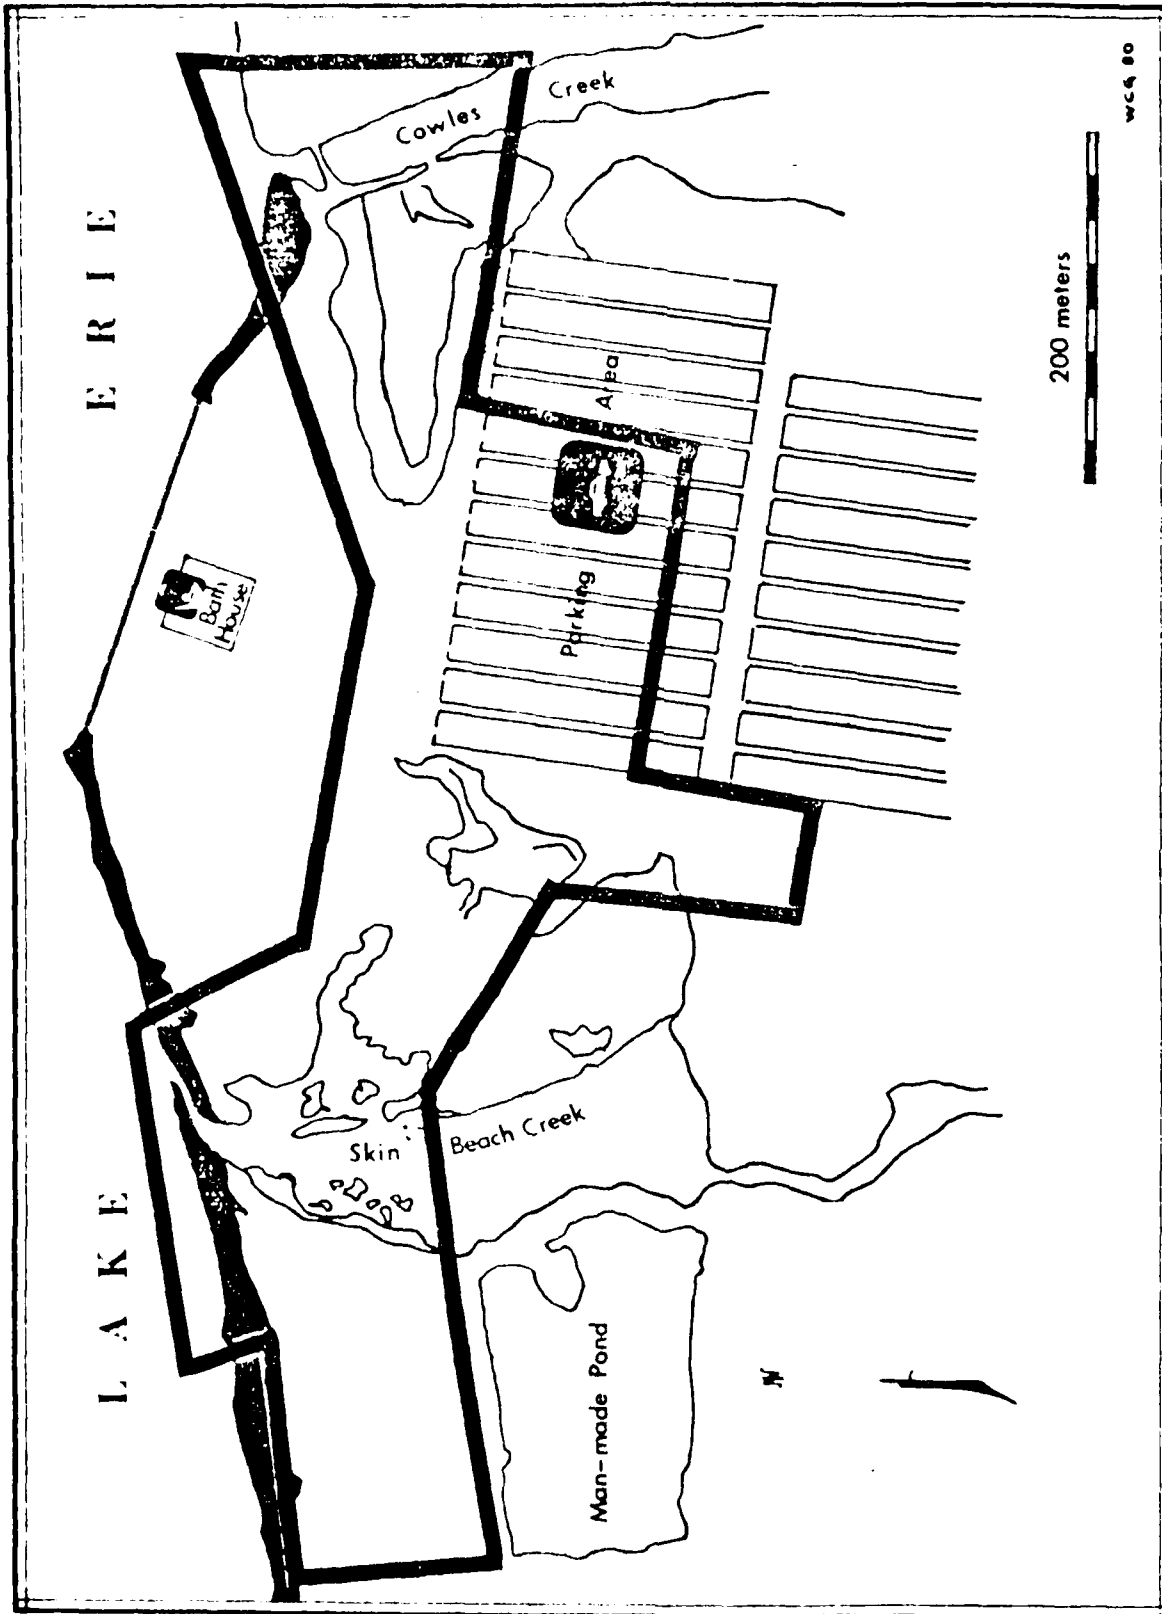 LAKE ERIE
Cowles Creek
Bath
House
Parking Area
Skin
Beach Creek
Man-made Pond
N
200 meters
WCG 80